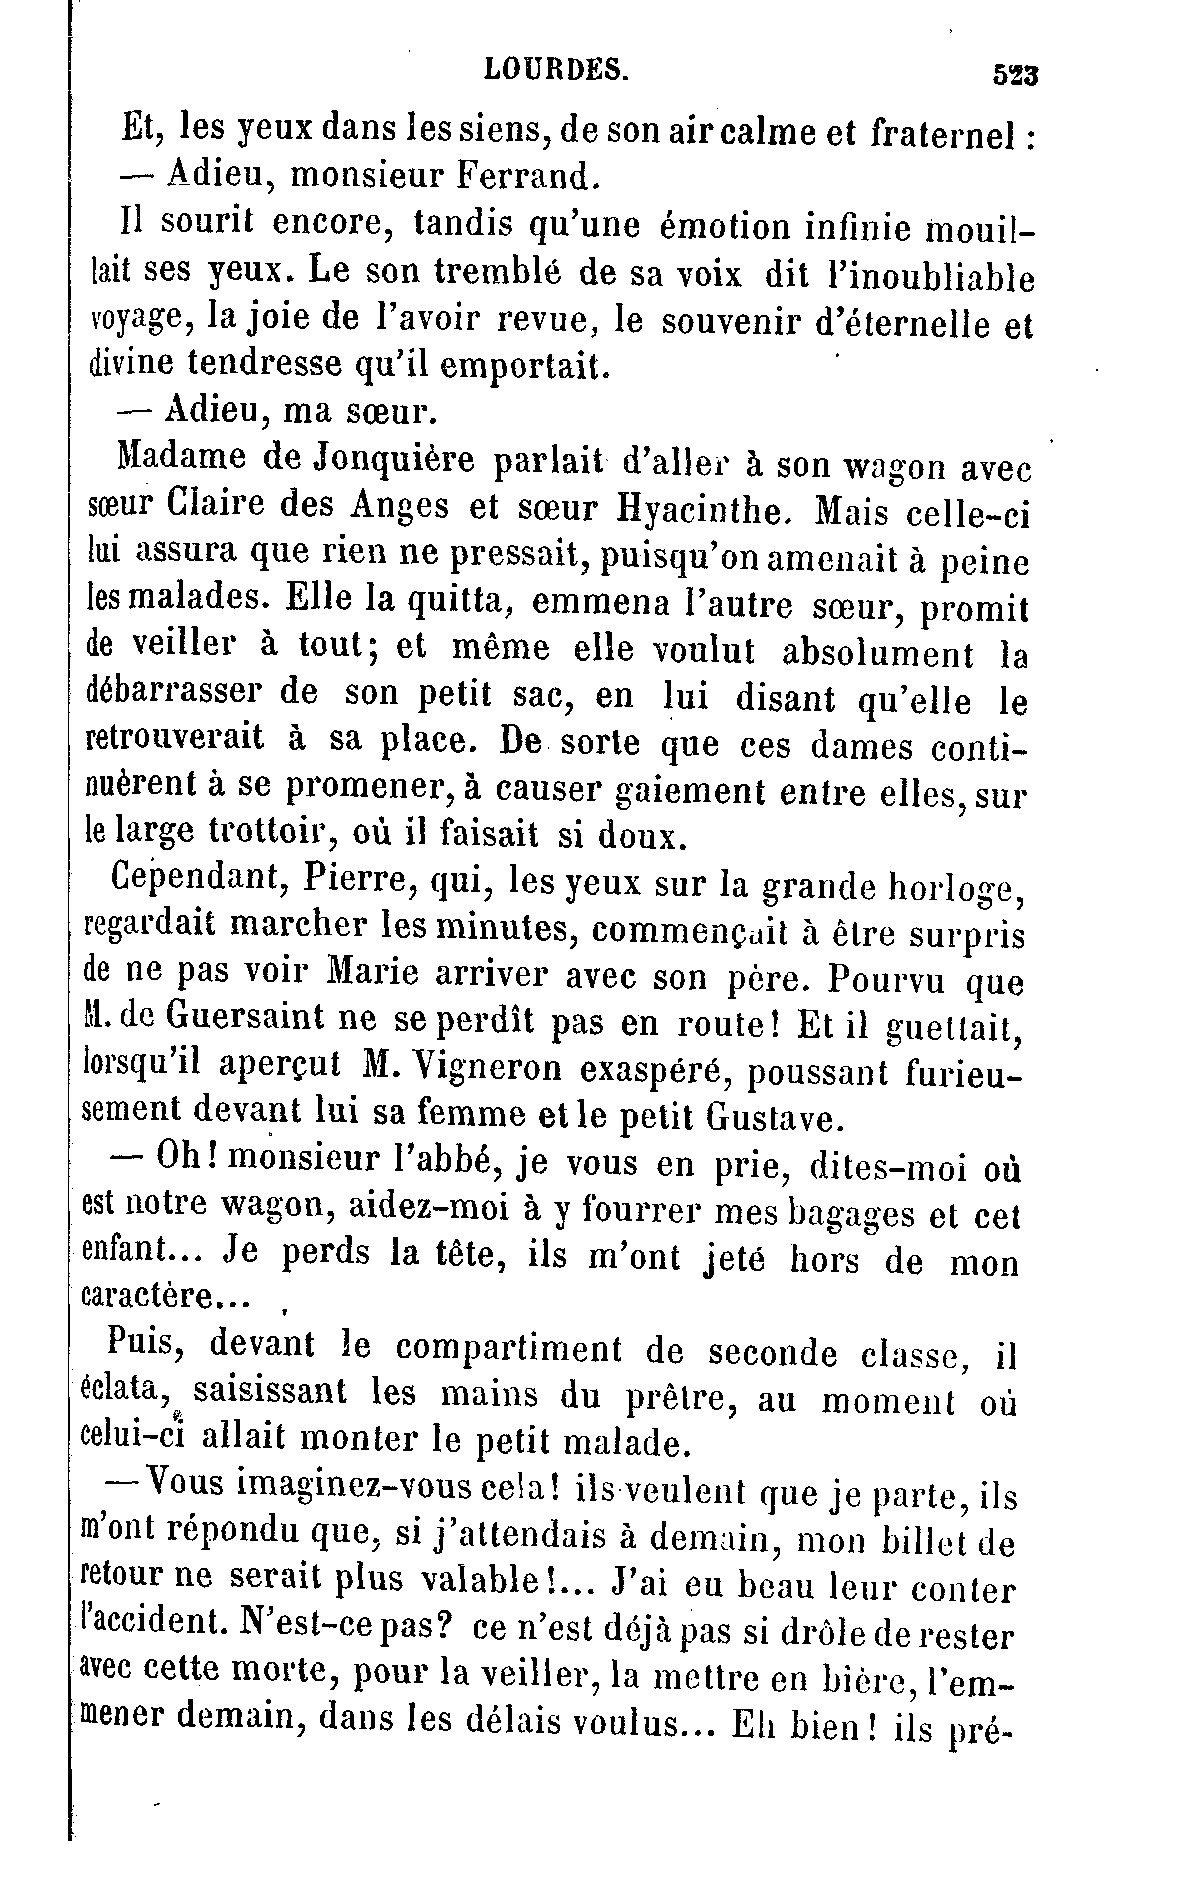 LOURDES. 523
Et, les yeux dans les siens, de son air calme et fraternel :
— Adieu, monsieur Ferrand.
Il sourit encore, tandis qu'une émotion infinie mouil-
lait ses yeux. Le son tremblé de sa voix dit l'inoubliable
voyage, la joie de l'avoir revue, le souvenir d'éternelle et
divine tendresse qu'il emportait.
— Adieu, ma sœur.
Madame de Jonquière parlait d'aller à son wagon avec
sœur Claire des Anges et sœur Hyacinthe. Mais celle-ci
lui assura que rien ne pressait, puisqu'on amenait à peine
les malades. Elle la quitta, emmena l'autre sœur, promit
de veiller à tout; et même elle voulut absolument la
débarrasser de son petit sac, en lui disant qu'elle le
retrouverait à sa place. De sorte que ces dames conti-
nuèrent à se promener, à causer gaiement entre elles, sur
le large trottoir, où il faisait si doux.
Cependant, Pierre, qui, les yeux sur la grande horloge,
regardait marcher les minutes, commençait à être surpris
de ne pas voir Marie arriver avec son père. Pourvu que
M. de Guersaint ne se perdît pas en route! Et il guettait,
lorsqu'il aperçut M. Vigneron exaspéré, poussant furieu-
sement devant lui sa femme et le petit Gustave.
— Oh! monsieur l'abbé, je vous en prie, dites-moi où
est notre wagon, aidez-moi à y fourrer mes bagages et cet
enfant... Je perds la tête, ils m'ont jeté hors de mon
caractère...
Puis, devant le compartiment de seconde classe, il
éclata, saisissant les mains du prêtre, au moment où
celui-ci allait monter le petit malade.
— Vous imaginez-vous cela! ils veulent que je parte, ils
m'ont répondu que, si j'attendais à demain, mon billet de
retour ne serait plus valable!... J'ai eu beau leur conter
l'accident. N'est-ce pas? ce n'est déjà pas si drôle de rester
avec cette morte, pour la veiller, la mettre en bière, l'em-
mener demain, dans les délais voulus... Eh bien! ils pré-